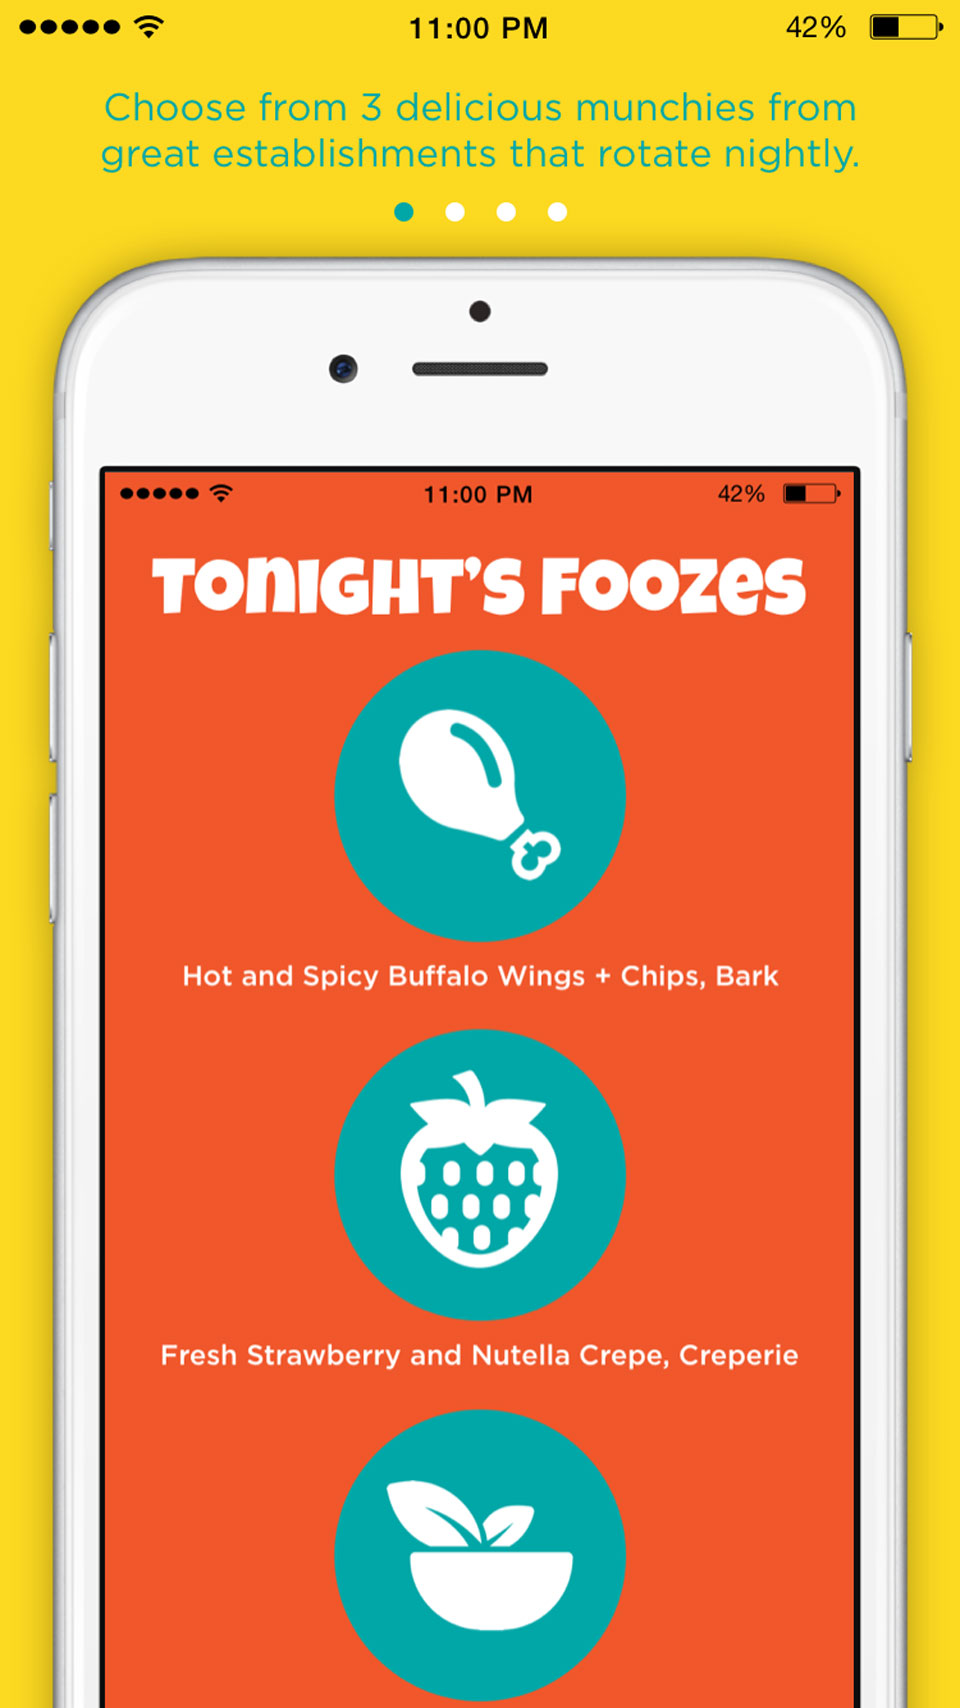 11:00 PM 42%
Choose from 3 delicious munchies from
great establishments that rotate nightly.
11:00 PM 42%
TONIGHT'S FOOZES
Hot and Spicy Buffalo Wings + Chips, Bark
Fresh Strawberry and Nutella Crepe, Creperie